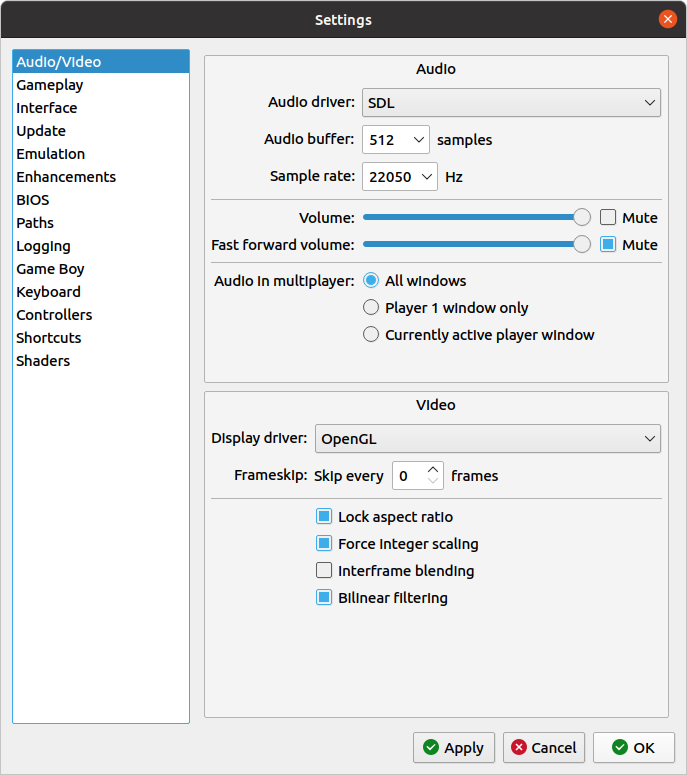 Settings
Audio/Video
Gameplay
Interface
Update
Emulation
Enhancements
BIOS
Paths
Logging
Game Boy
Keyboard
Controllers
Shortcuts
Shaders
Audio
Audio driver: SDL
Audio buffer: 512 samples
Sample rate: 22050 Hz
Volume: Mute
Fast forward volume: Mute
Audio in multiplayer: All windows
Player 1 window only
Currently active player window
Video
Display driver: OpenGL
Frameskip: Skip every 0 frames
Lock aspect ratio
Force integer scaling
Interframe blending
Bilinear filtering
Apply Cancel OK